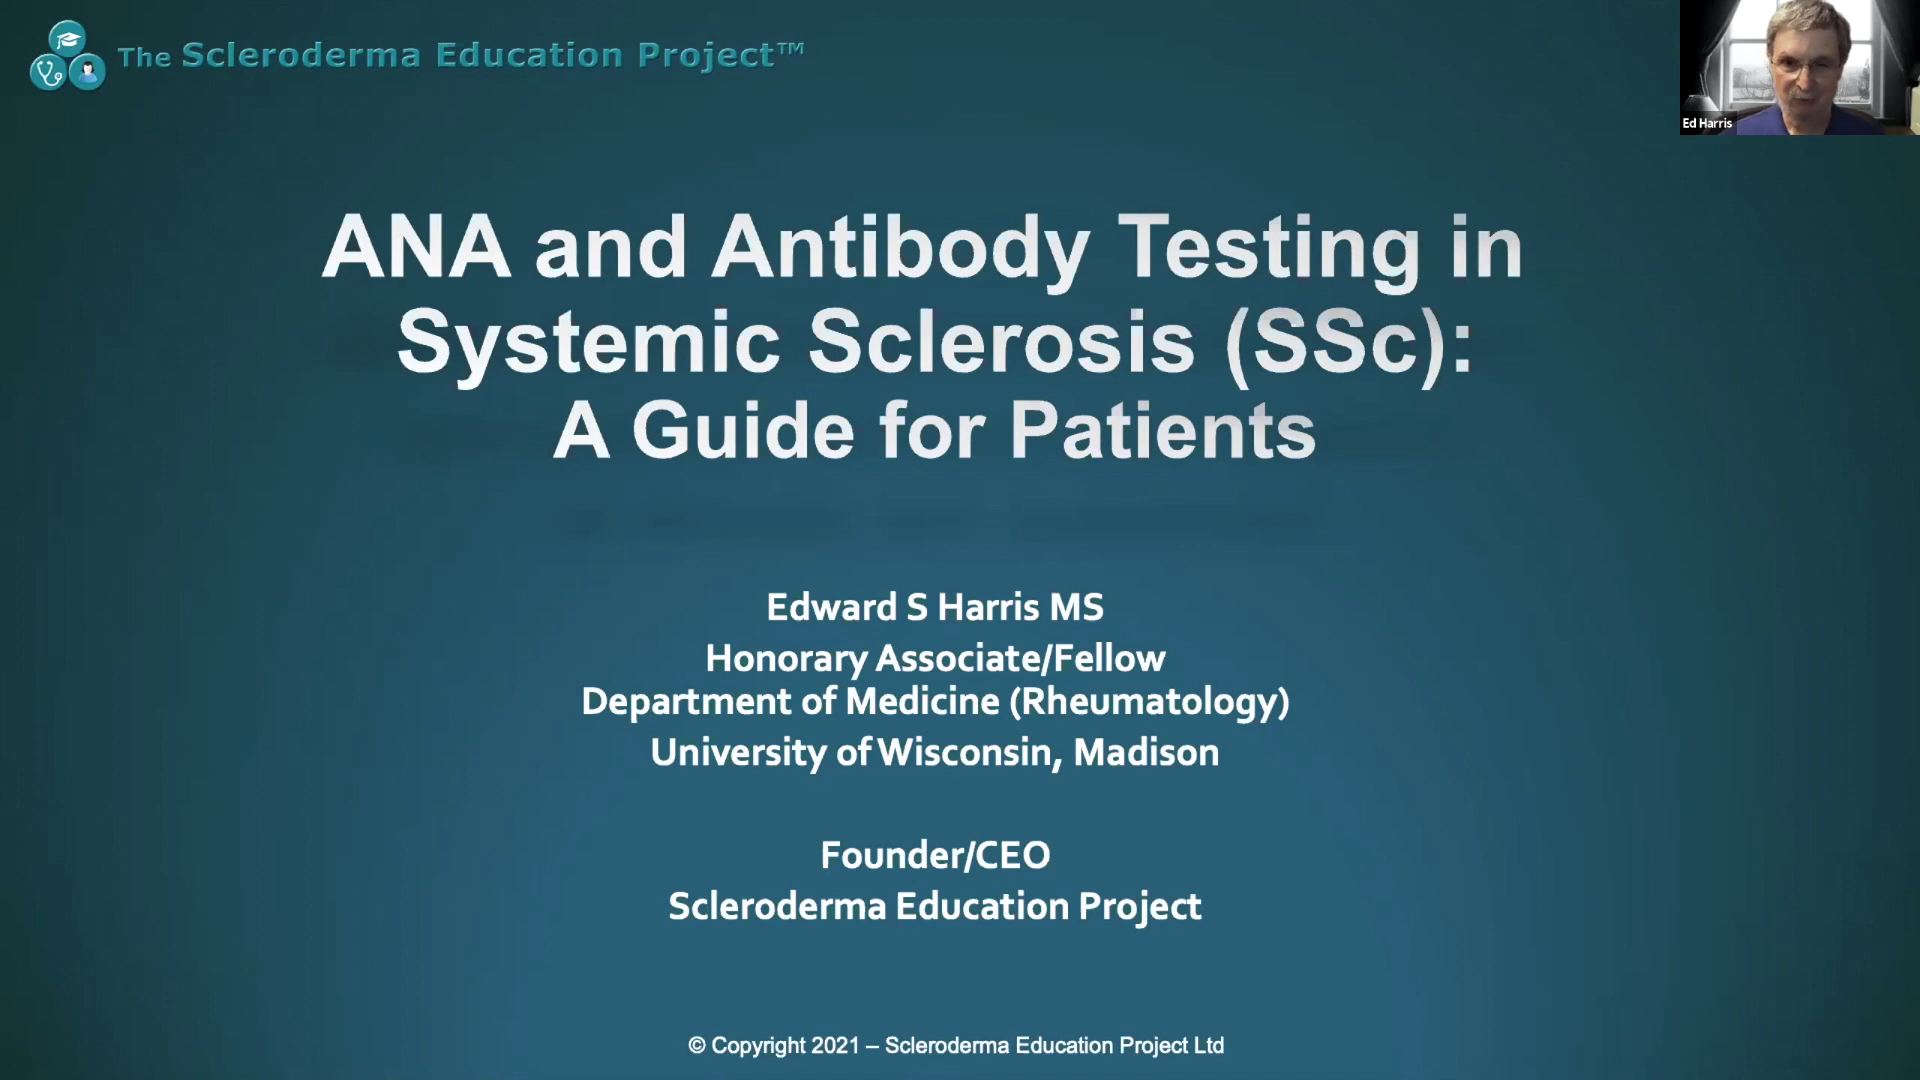 The Scleroderma Education Project™
Ed Harris
ANA and Antibody Testing in
Systemic Sclerosis (SSc):
A Guide for Patients
Edward S Harris MS
Honorary Associate/Fellow
Department of Medicine (Rheumatology)
University of Wisconsin, Madison
Founder/CEO
Scleroderma Education Project
© Copyright 2021 – Scleroderma Education Project Ltd